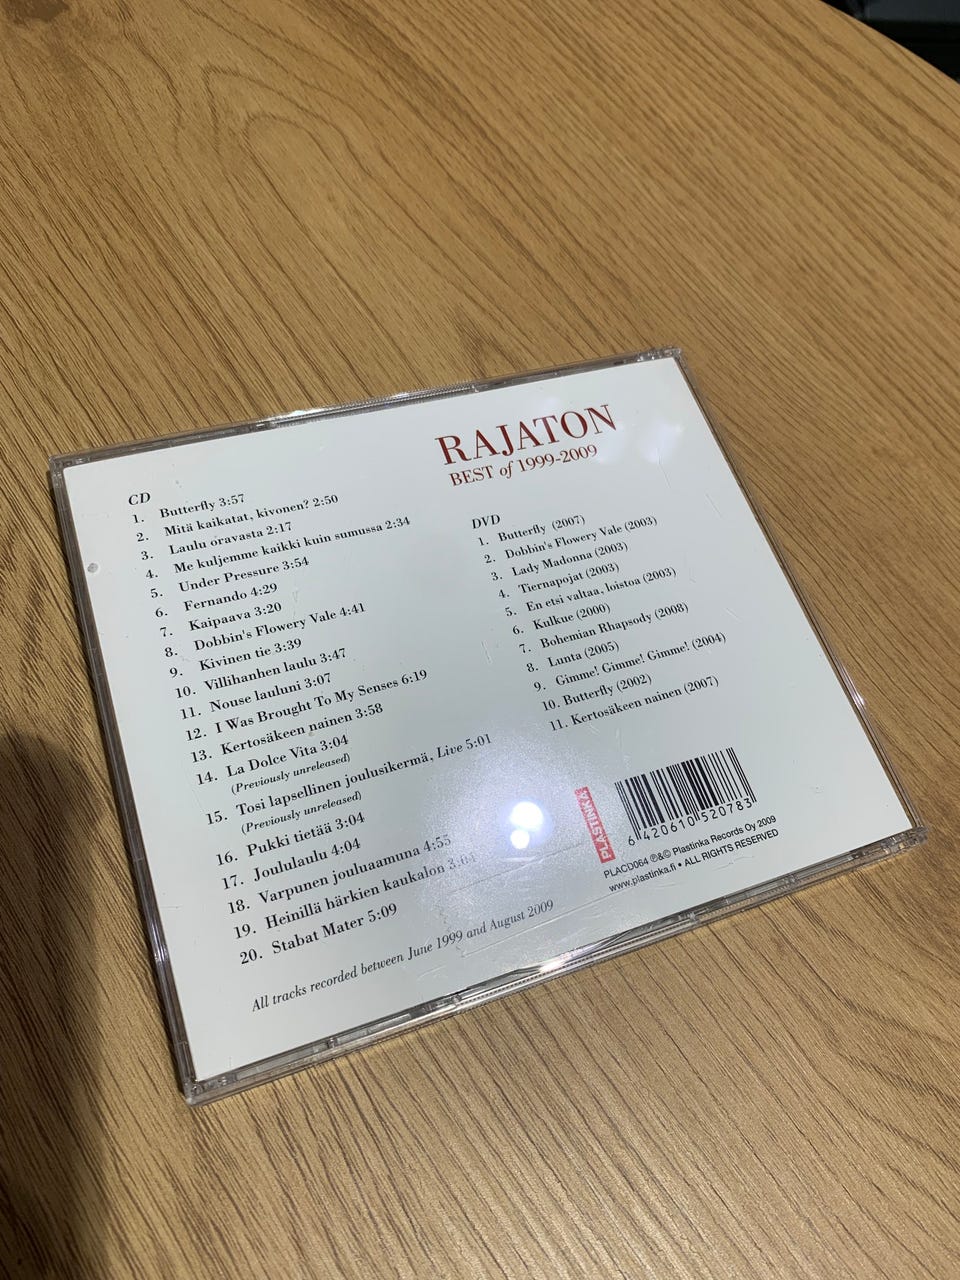 RAJATON
BEST of 1999-2009
CD
1. Butterfly 3:57
2. Mitä kaikatat, kivonen? 2:50
3. Laulu oravasta 2:17
4. Me kuljemme kaikki kuin sumussa 2:34
5. Under Pressure 3:54
6. Fernando 4:29
7. Kaipaava 3:20
8. Dobbin's Flowery Vale 4:41
9. Kivinen tie 3:39
10. Villihanhen laulu 3:47
11. Nouse lauluni 3:07
12. I Was Brought To My Senses 6:19
13. Kertosäkeen nainen 3:58
14. La Dolce Vita 3:04
(Previously unreleased)
15. Tosi lapsellinen joulusikermä, Live 5:01
(Previously unreleased)
16. Pukki tietää 3:04
17. Joululaulu 4:04
18. Varpunen jouluaamuna 4:55
19. Heinillä härkien kaukalon 3:04
20. Stabat Mater 5:09
All tracks recorded between June 1999 and August 2009
DVD
1. Butterfly (2007)
2. Dobbin's Flowery Vale (2003)
3. Lady Madonna (2003)
4. Tiernapojat (2003)
5. En etsi valtaa, loistoa (2003)
6. Kulkue (2000)
7. Bohemian Rhapsody (2008)
8. Lunta (2005)
9. Gimme! Gimme! Gimme! (2004)
10. Butterfly (2002)
11. Kertosäkeen nainen (2007)
PLASTINKA
6 420610 520783
PLACD064 ℗&© Plastinka Records Oy 2009
www.plastinka.fi • ALL RIGHTS RESERVED